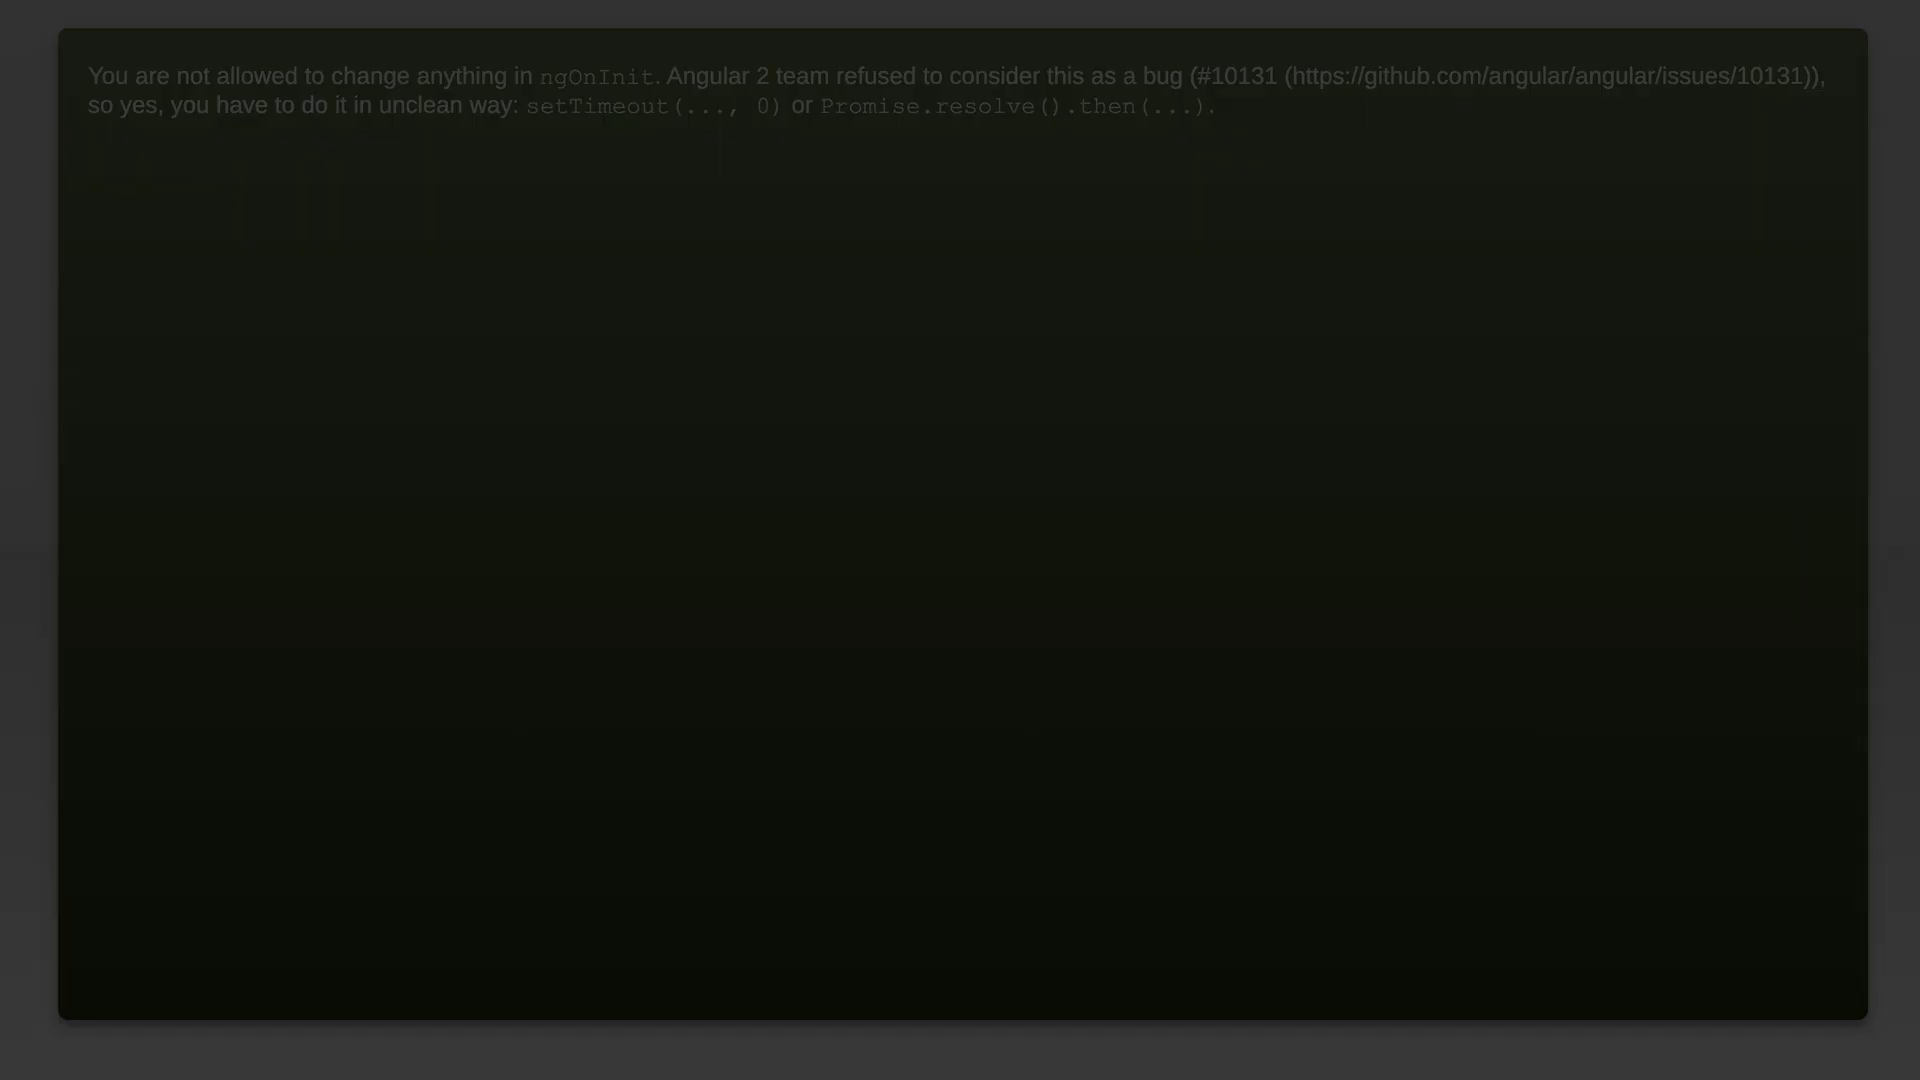 You are not allowed to change anything in ngOnInit. Angular 2 team refused to consider this as a bug (#10131 (https://github.com/angular/angular/issues/10131)),
so yes, you have to do it in unclean way: setTimeout(..., 0) or Promise.resolve().then(...).